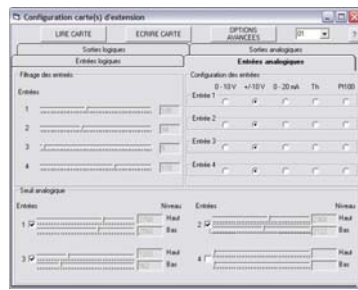 Configuration carte(s) d'extension
LIRE CARTE
ECRIRE CARTE
OPTIONS AVANCEES
01
?
Sorties logiques
Sorties analogiques
Entrées logiques
Entrées analogiques
Filtrage des entrées
Entrées
1
2
3
4
Configuration des entrées
0 - 10 V +/-10 V 0 - 20 mA Th Pt100
Entrée 1
Entrée 2
Entrée 3
Entrée 4
Seuil analogique
Entrées Niveau Entrées Niveau
1 Haut 2 Haut
Bas Bas
3 Haut 4 Haut
Bas Bas